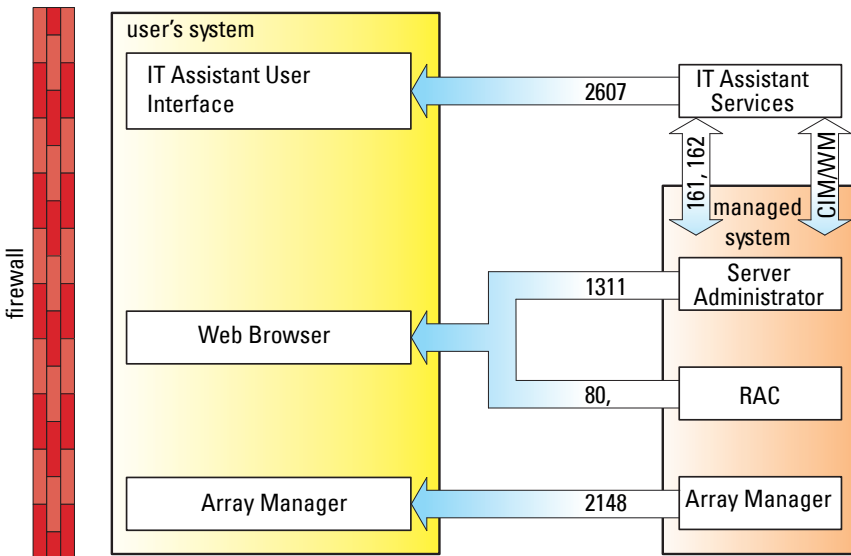 user's system
IT Assistant User
Interface
2607
IT Assistant
Services
161, 162
CIM/WM
managed
system
firewall
1311
Server
Administrator
Web Browser
80,
RAC
Array Manager
2148
Array Manager